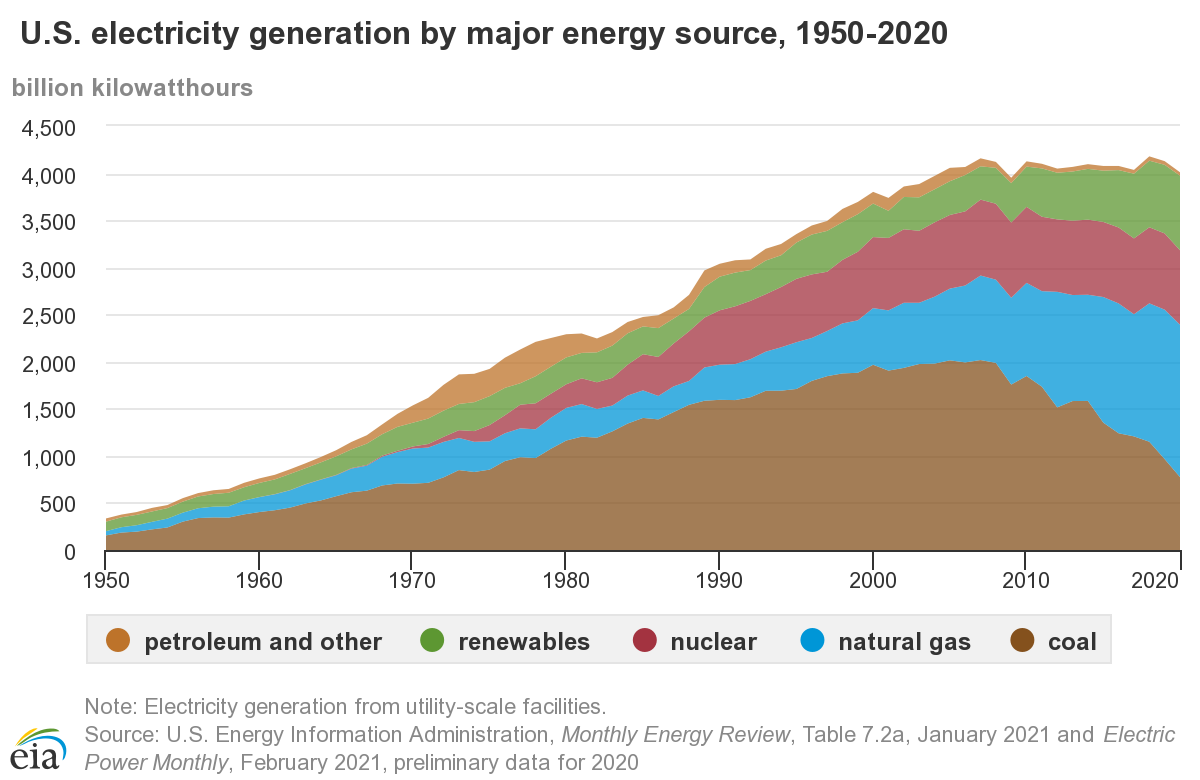 U.S. electricity generation by major energy source, 1950-2020
billion kilowatthours
4,500
4,000
3,500
3,000
2,500
2,000
1,500
1,000
500
0
1950 1960 1970 1980 1990 2000 2010 2020
petroleum and other renewables nuclear natural gas coal
Note: Electricity generation from utility-scale facilities.
Source: U.S. Energy Information Administration, Monthly Energy Review, Table 7.2a, January 2021 and Electric
Power Monthly, February 2021, preliminary data for 2020
eia